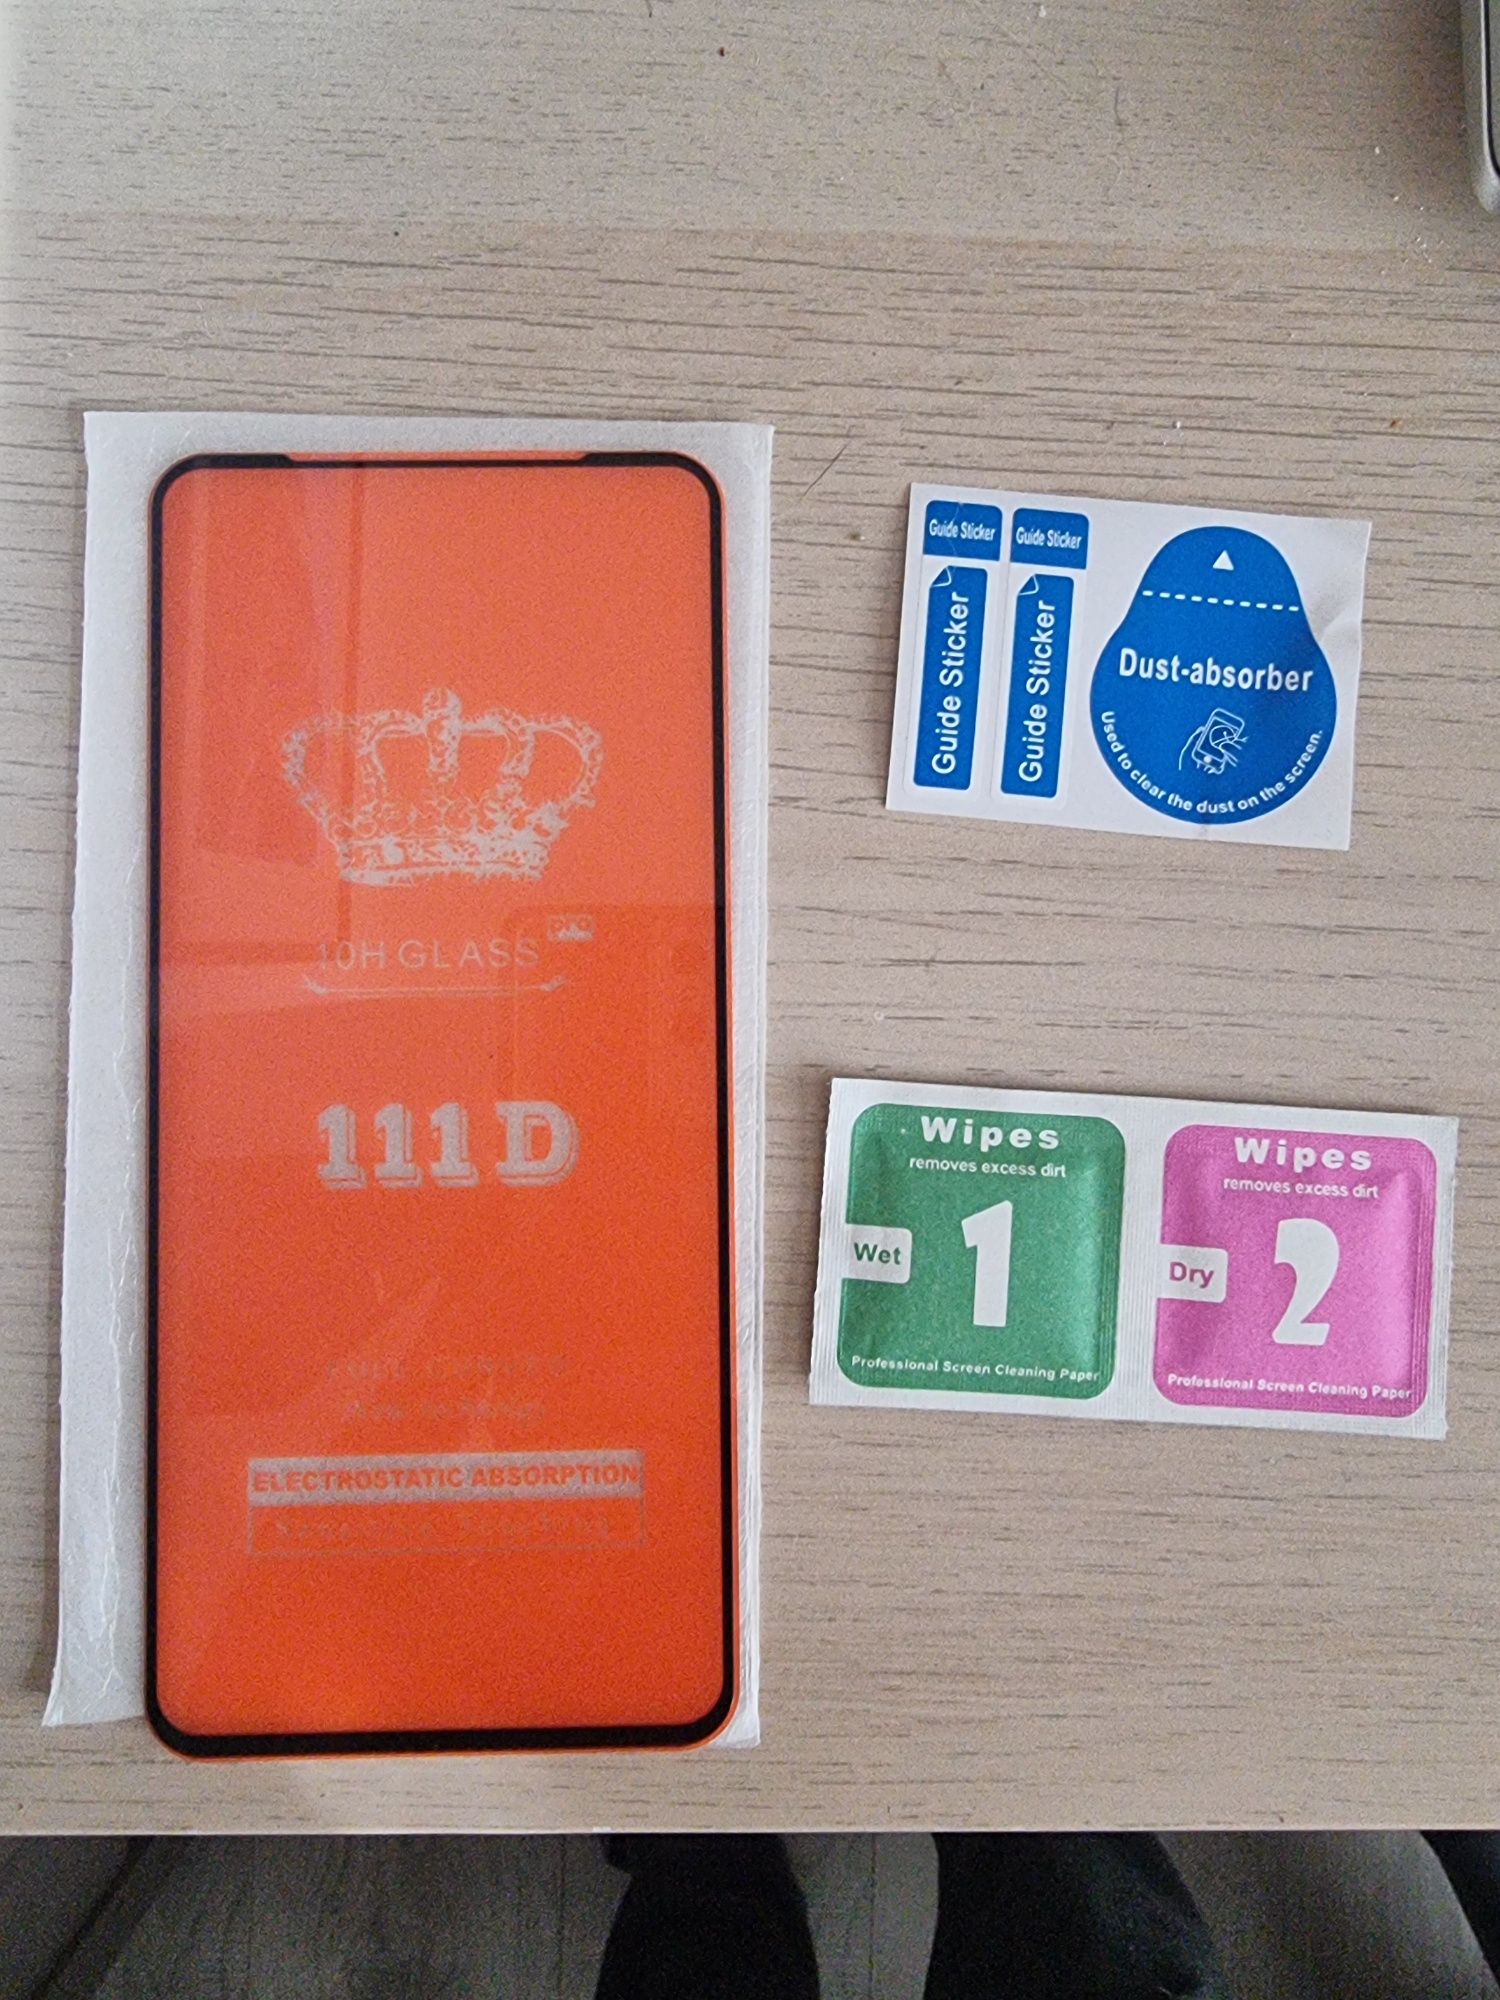 10H GLASS
111D
ELECTROSTATIC ABSORPTION
Guide Sticker
Guide Sticker
Guide Sticker
Guide Sticker
Dust-absorber
Used to clear the dust on the screen.
Wipes
removes excess dirt
Wet
1
Professional Screen Cleaning Paper
Wipes
removes excess dirt
Dry
2
Professional Screen Cleaning Paper